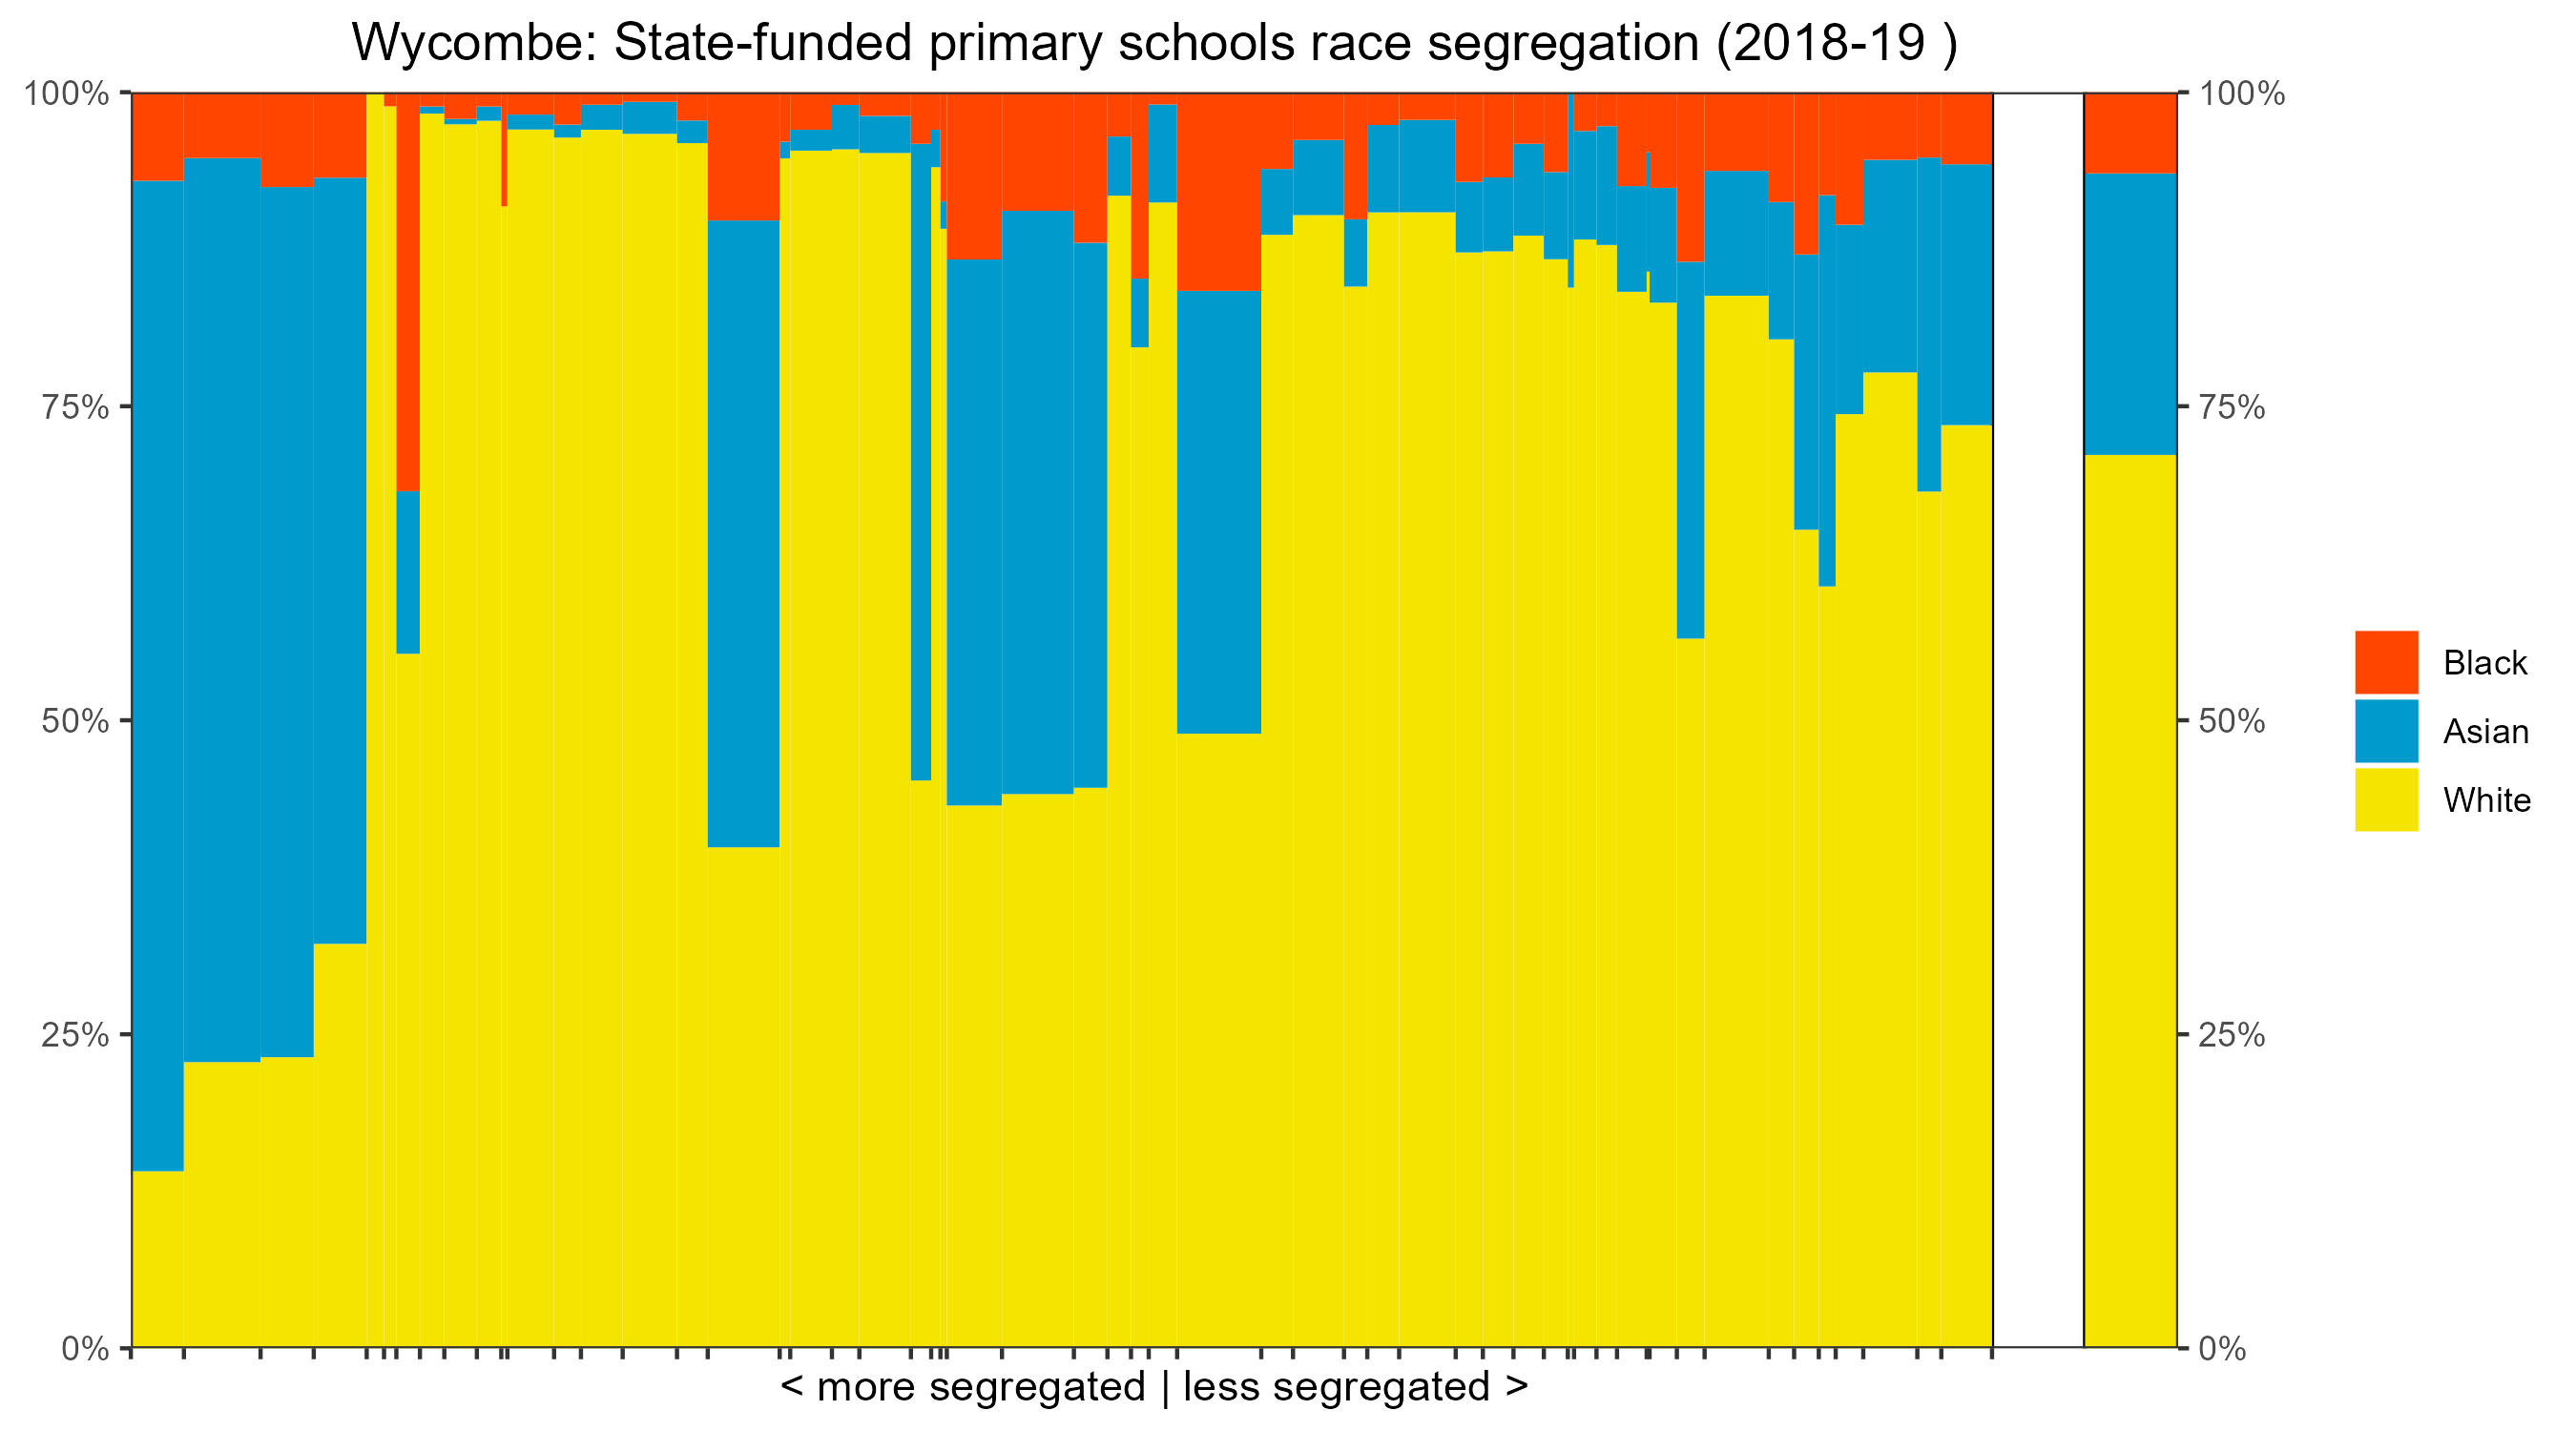 Wycombe: State-funded primary schools race segregation (2018-19 )
100%
75%
50%
25%
0%
100%
75%
50%
25%
0%
Black
Asian
White
< more segregated | less segregated >